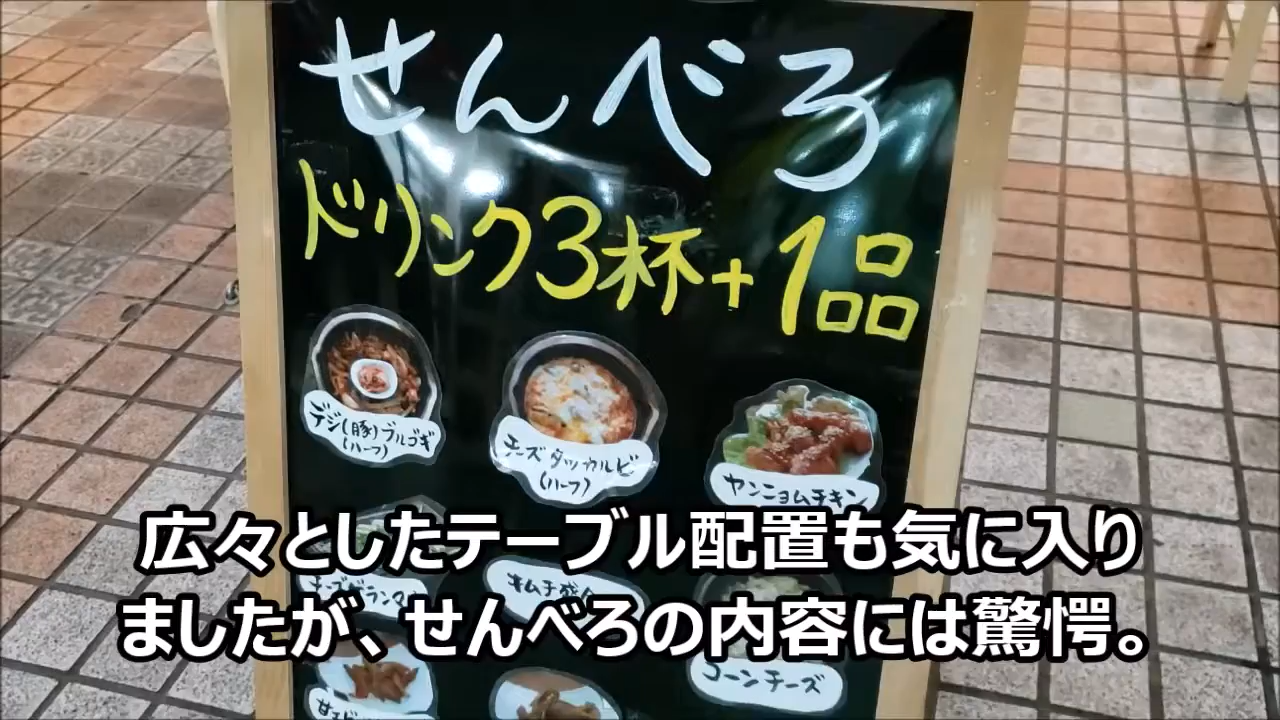 せんべろ
ドリンク3杯+1品
デジ(豚)プルコギ
(ハーフ)
チーズタッカルビ
(ハーフ)
ヤンニョムチキン
コーンチーズ
広々としたテーブル配置も気に入り
ましたが、せんべろの内容には驚愕。